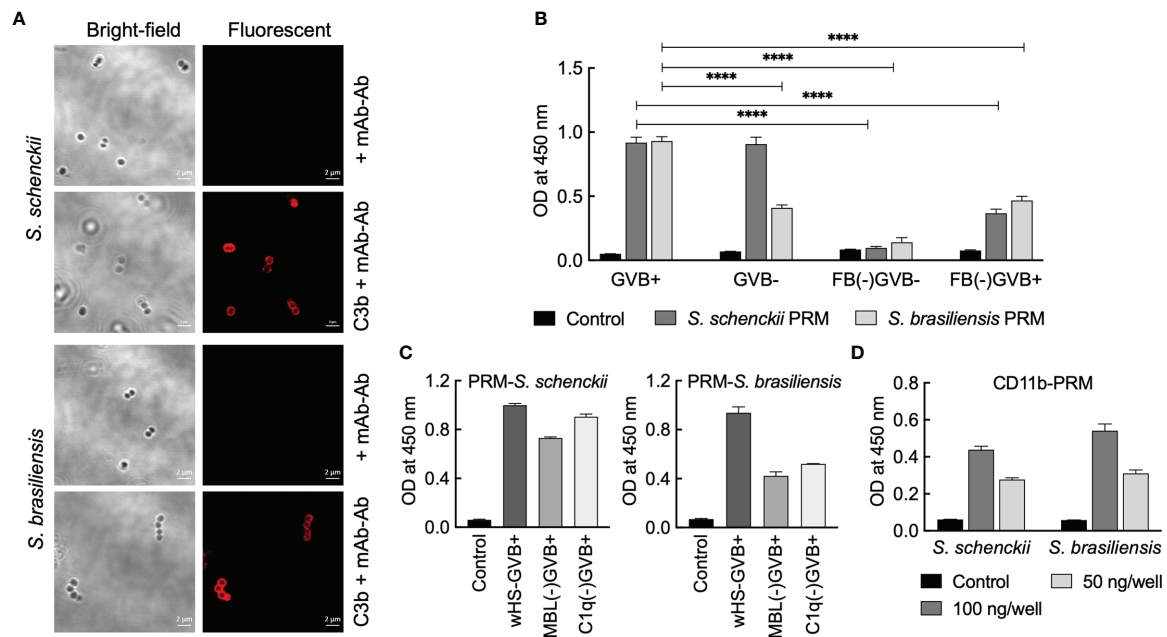 A
Bright-field
Fluorescent
S. schenckii
2 µm
2 µm
+ mAb-Ab
2 µm
C3b + mAb-Ab
S. brasiliensis
2 µm
2 µm
+ mAb-Ab
2 µm
2 µm
C3b + mAb-Ab
B
****
****
****
****
****
OD at 450 nm
1.5
1.0
0.5
0.0
GVB+
GVB-
FB(-)GVB-
FB(-)GVB+
Control
S. schenckii PRM
S. brasiliensis PRM
C
PRM-S. schenckii
OD at 450 nm
1.2
0.8
0.4
0.0
Control
wHS-GVB+
MBL(-)GVB+
C1q(-)GVB+
PRM-S. brasiliensis
OD at 450 nm
1.2
0.8
0.4
0.0
Control
wHS-GVB+
MBL(-)GVB+
C1q(-)GVB+
D
CD11b-PRM
OD at 450 nm
0.8
0.6
0.4
0.2
0.0
S. schenckii
S. brasiliensis
Control
50 ng/well
100 ng/well